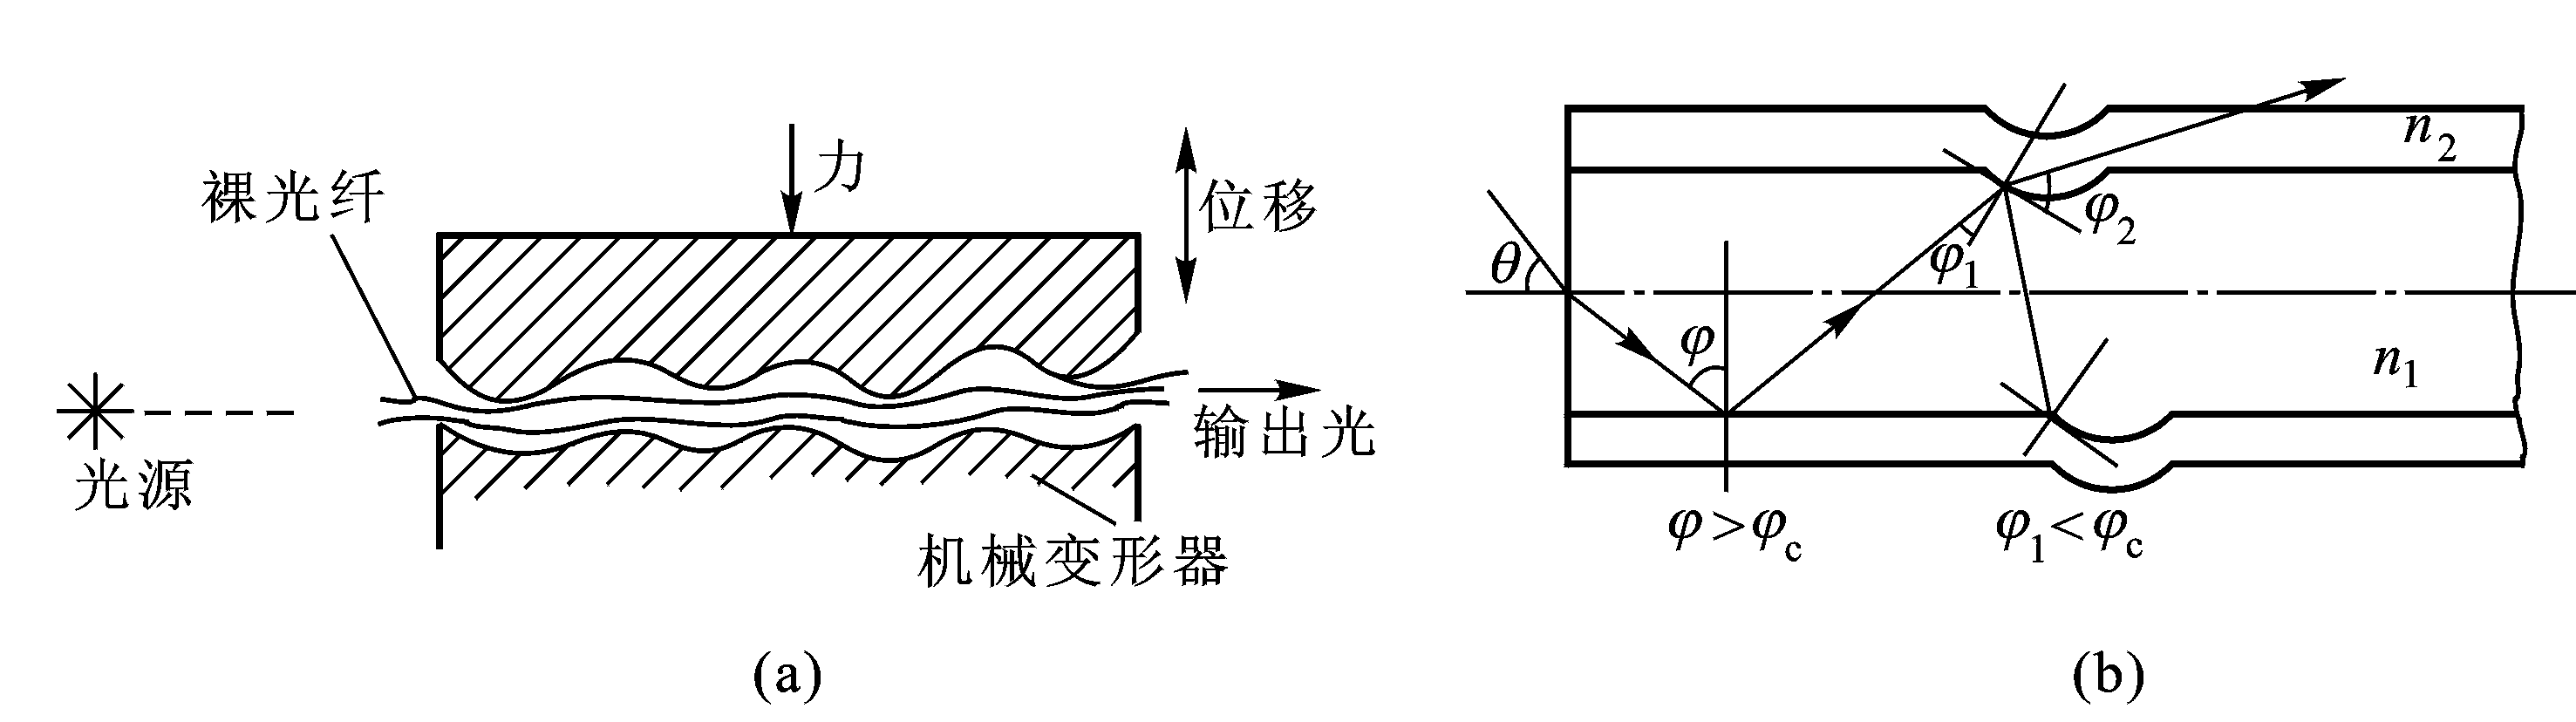 力
位移
裸光纤
光源
输出光
机械变形器
(a)
n₂
φ₂
φ₁
θ
φ
n₁
φ>φc
φ₁<φc
(b)